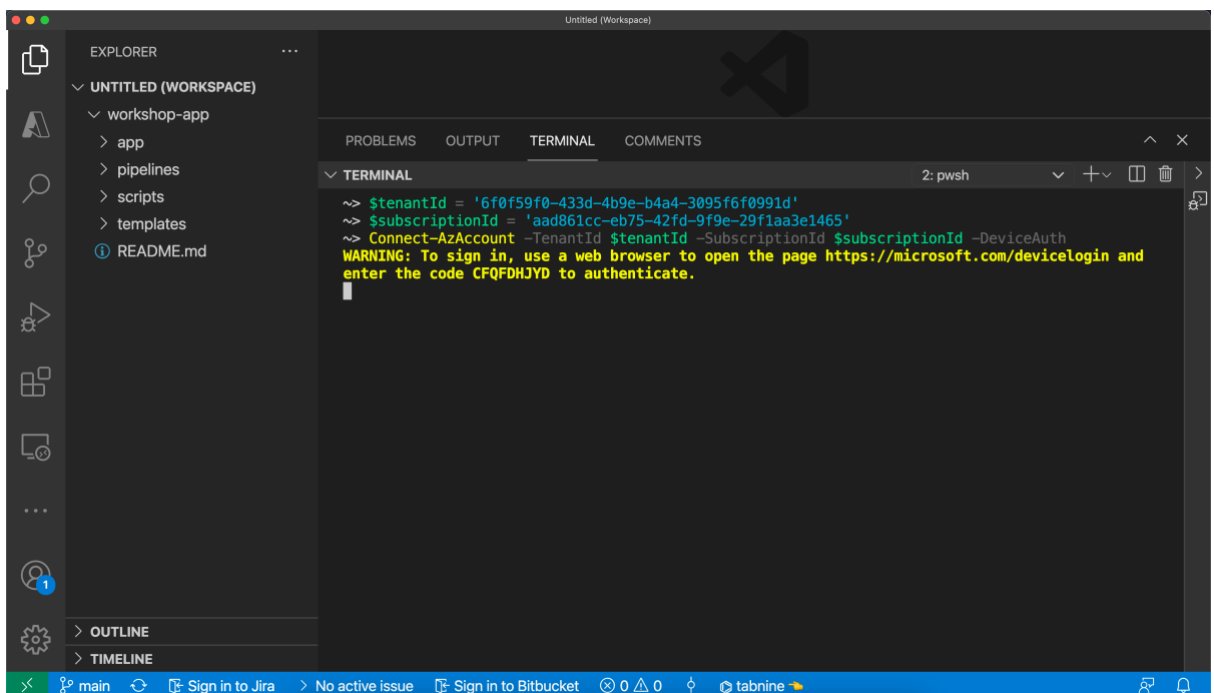 Untitled (Workspace)
EXPLORER
UNTITLED (WORKSPACE)
workshop-app
app
pipelines
scripts
templates
README.md
OUTLINE
TIMELINE
PROBLEMS OUTPUT TERMINAL COMMENTS
TERMINAL 2: pwsh
~> $tenantId = '6f0f59f0-433d-4b9e-b4a4-3095f6f0991d'
~> $subscriptionId = 'aad861cc-eb75-42fd-9f9e-29f1aa3e1465'
~> Connect-AzAccount -TenantId $tenantId -SubscriptionId $subscriptionId -DeviceAuth
WARNING: To sign in, use a web browser to open the page https://microsoft.com/devicelogin and
enter the code CFQFDHJYD to authenticate.
1
main Sign in to Jira No active issue Sign in to Bitbucket 0 0 tabnine